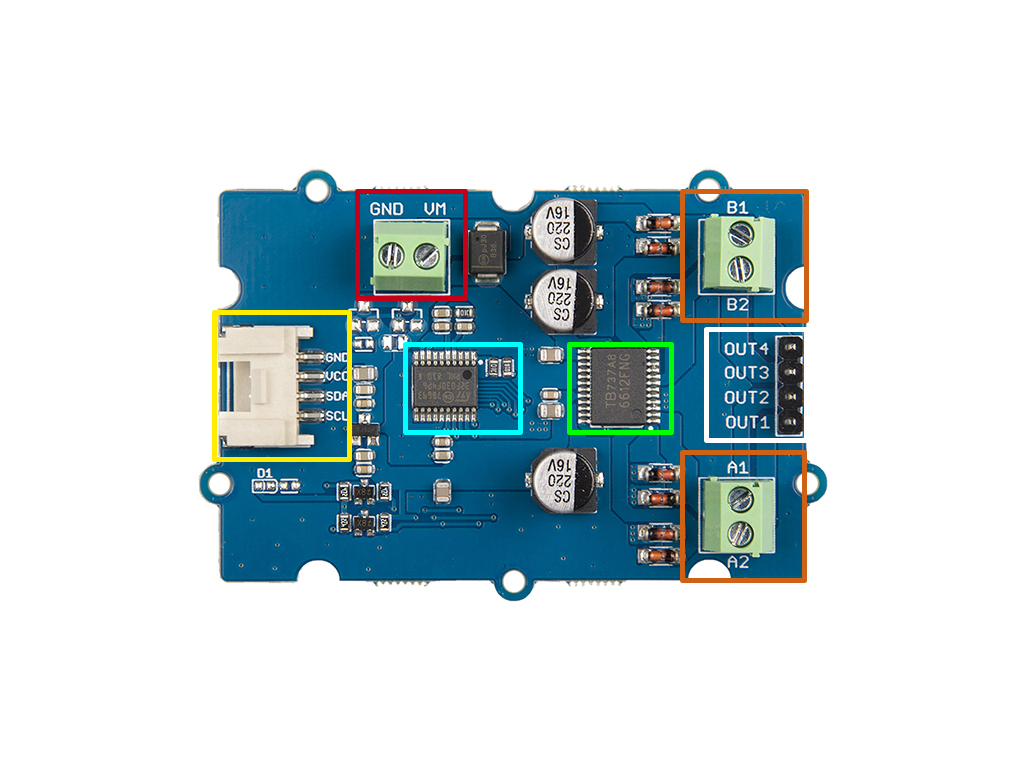 GND VM
B1
B2
16V
220
CS
16V
220
CS
OUT4
OUT3
OUT2
OUT1
GND
VCC
SDA
SCL
TB737A8
6612FNG
A1
A2
16V
220
CS
D1